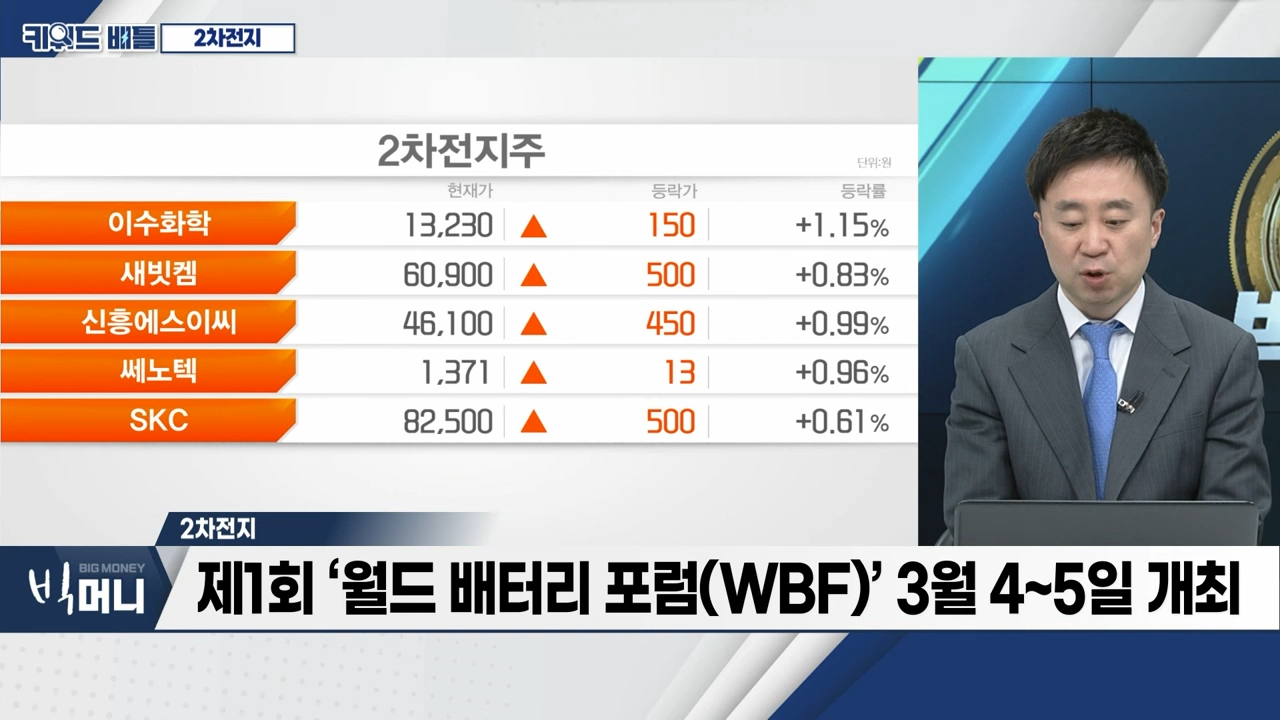 키워드 배틀 2차전지
2차전지주
단위:원
현재가 등락가 등락률
이수화학 13,230 ▲ 150 +1.15%
새빗켐 60,900 ▲ 500 +0.83%
신흥에스이씨 46,100 ▲ 450 +0.99%
쎄노텍 1,371 ▲ 13 +0.96%
SKC 82,500 ▲ 500 +0.61%
2차전지
BIG MONEY
빅머니
제1회 ‘월드 배터리 포럼(WBF)’ 3월 4~5일 개최